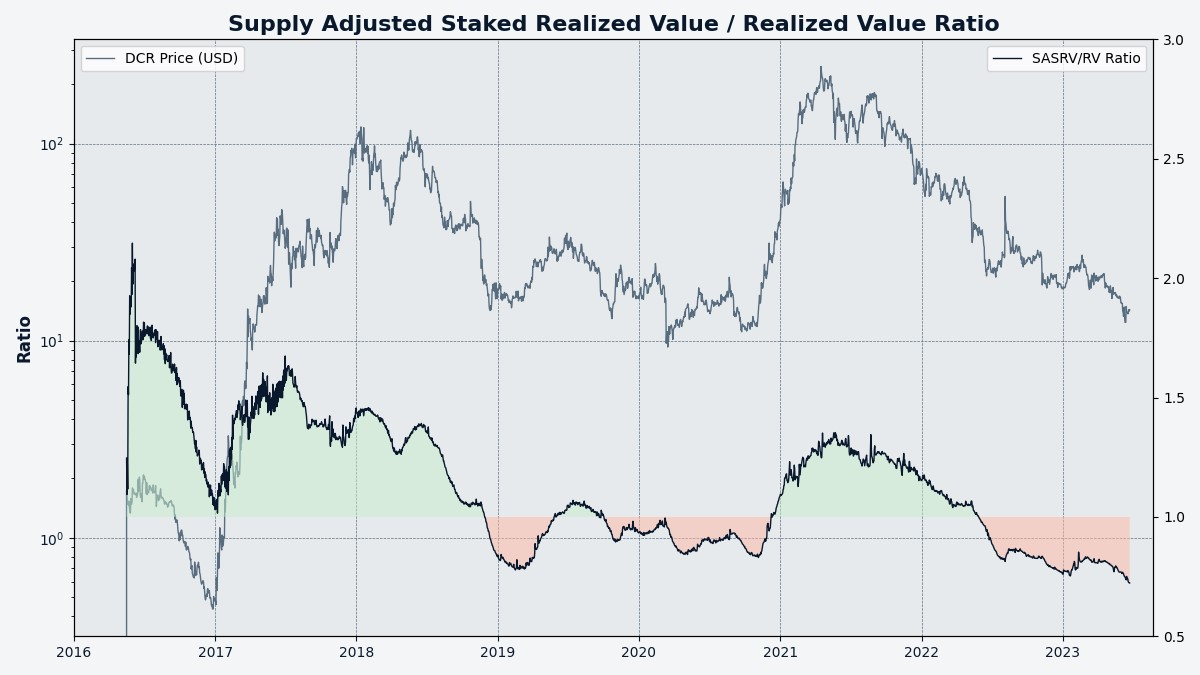 Supply Adjusted Staked Realized Value / Realized Value Ratio
DCR Price (USD)
SASRV/RV Ratio
Ratio
10²
10¹
10⁰
3.0
2.5
2.0
1.5
1.0
0.5
2016 2017 2018 2019 2020 2021 2022 2023